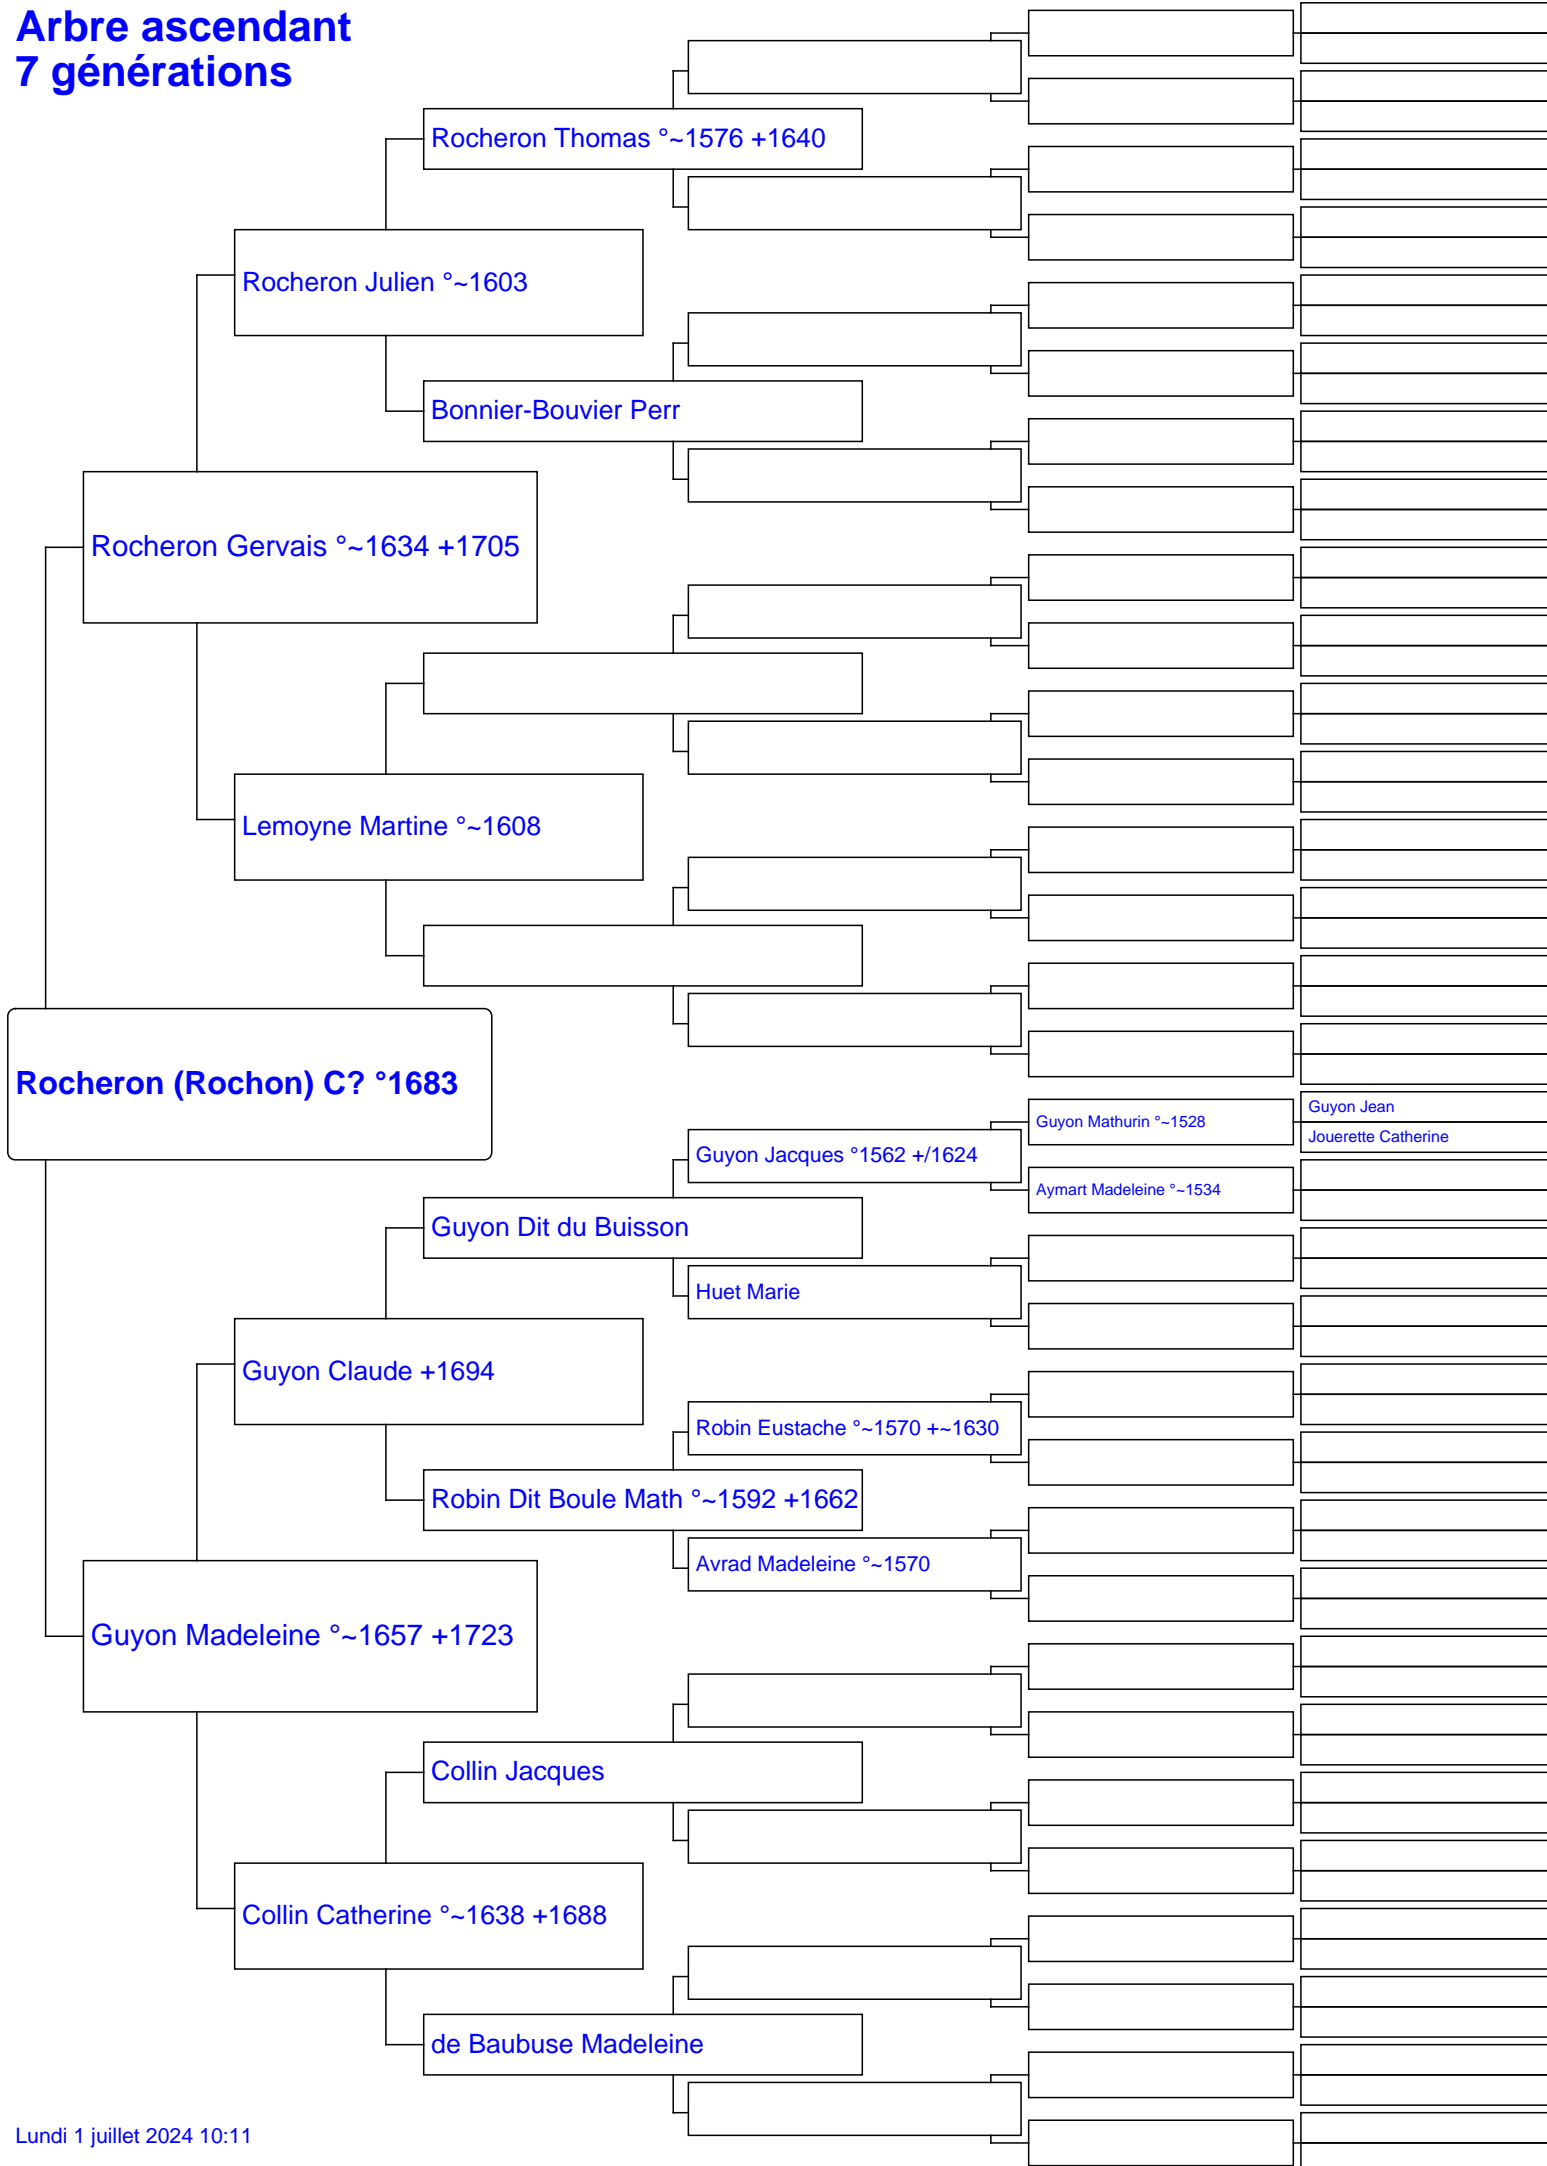 Arbre ascendant
7 générations
Rocheron Thomas °~1576 +1640
Rocheron Julien °~1603
Bonnier-Bouvier Perr
Rocheron Gervais °~1634 +1705
Lemoyne Martine °~1608
Rocheron (Rochon) C? °1683
Guyon Jean
Guyon Mathurin °~1528
Jouerette Catherine
Guyon Jacques °1562 +/1624
Aymart Madeleine °~1534
Guyon Dit du Buisson
Huet Marie
Guyon Claude +1694
Robin Eustache °~1570 +~1630
Robin Dit Boule Math °~1592 +1662
Avrad Madeleine °~1570
Guyon Madeleine °~1657 +1723
Collin Jacques
Collin Catherine °~1638 +1688
de Baubuse Madeleine
Lundi 1 juillet 2024 10:11